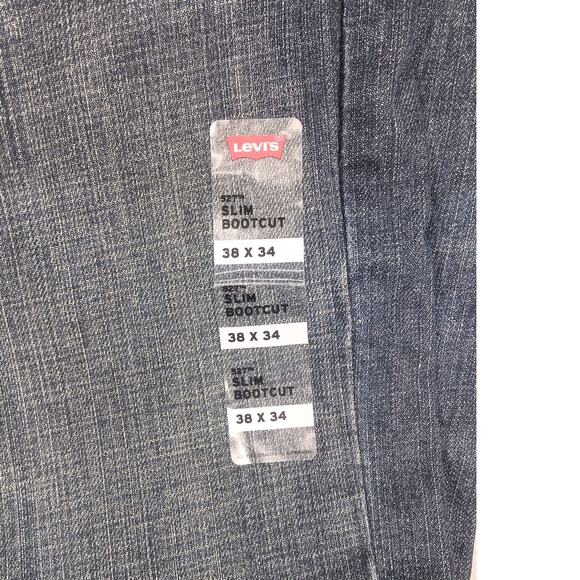 Levi's
527™
SLIM
BOOTCUT
38 X 34
527™
SLIM
BOOTCUT
38 X 34
527™
SLIM
BOOTCUT
38 X 34